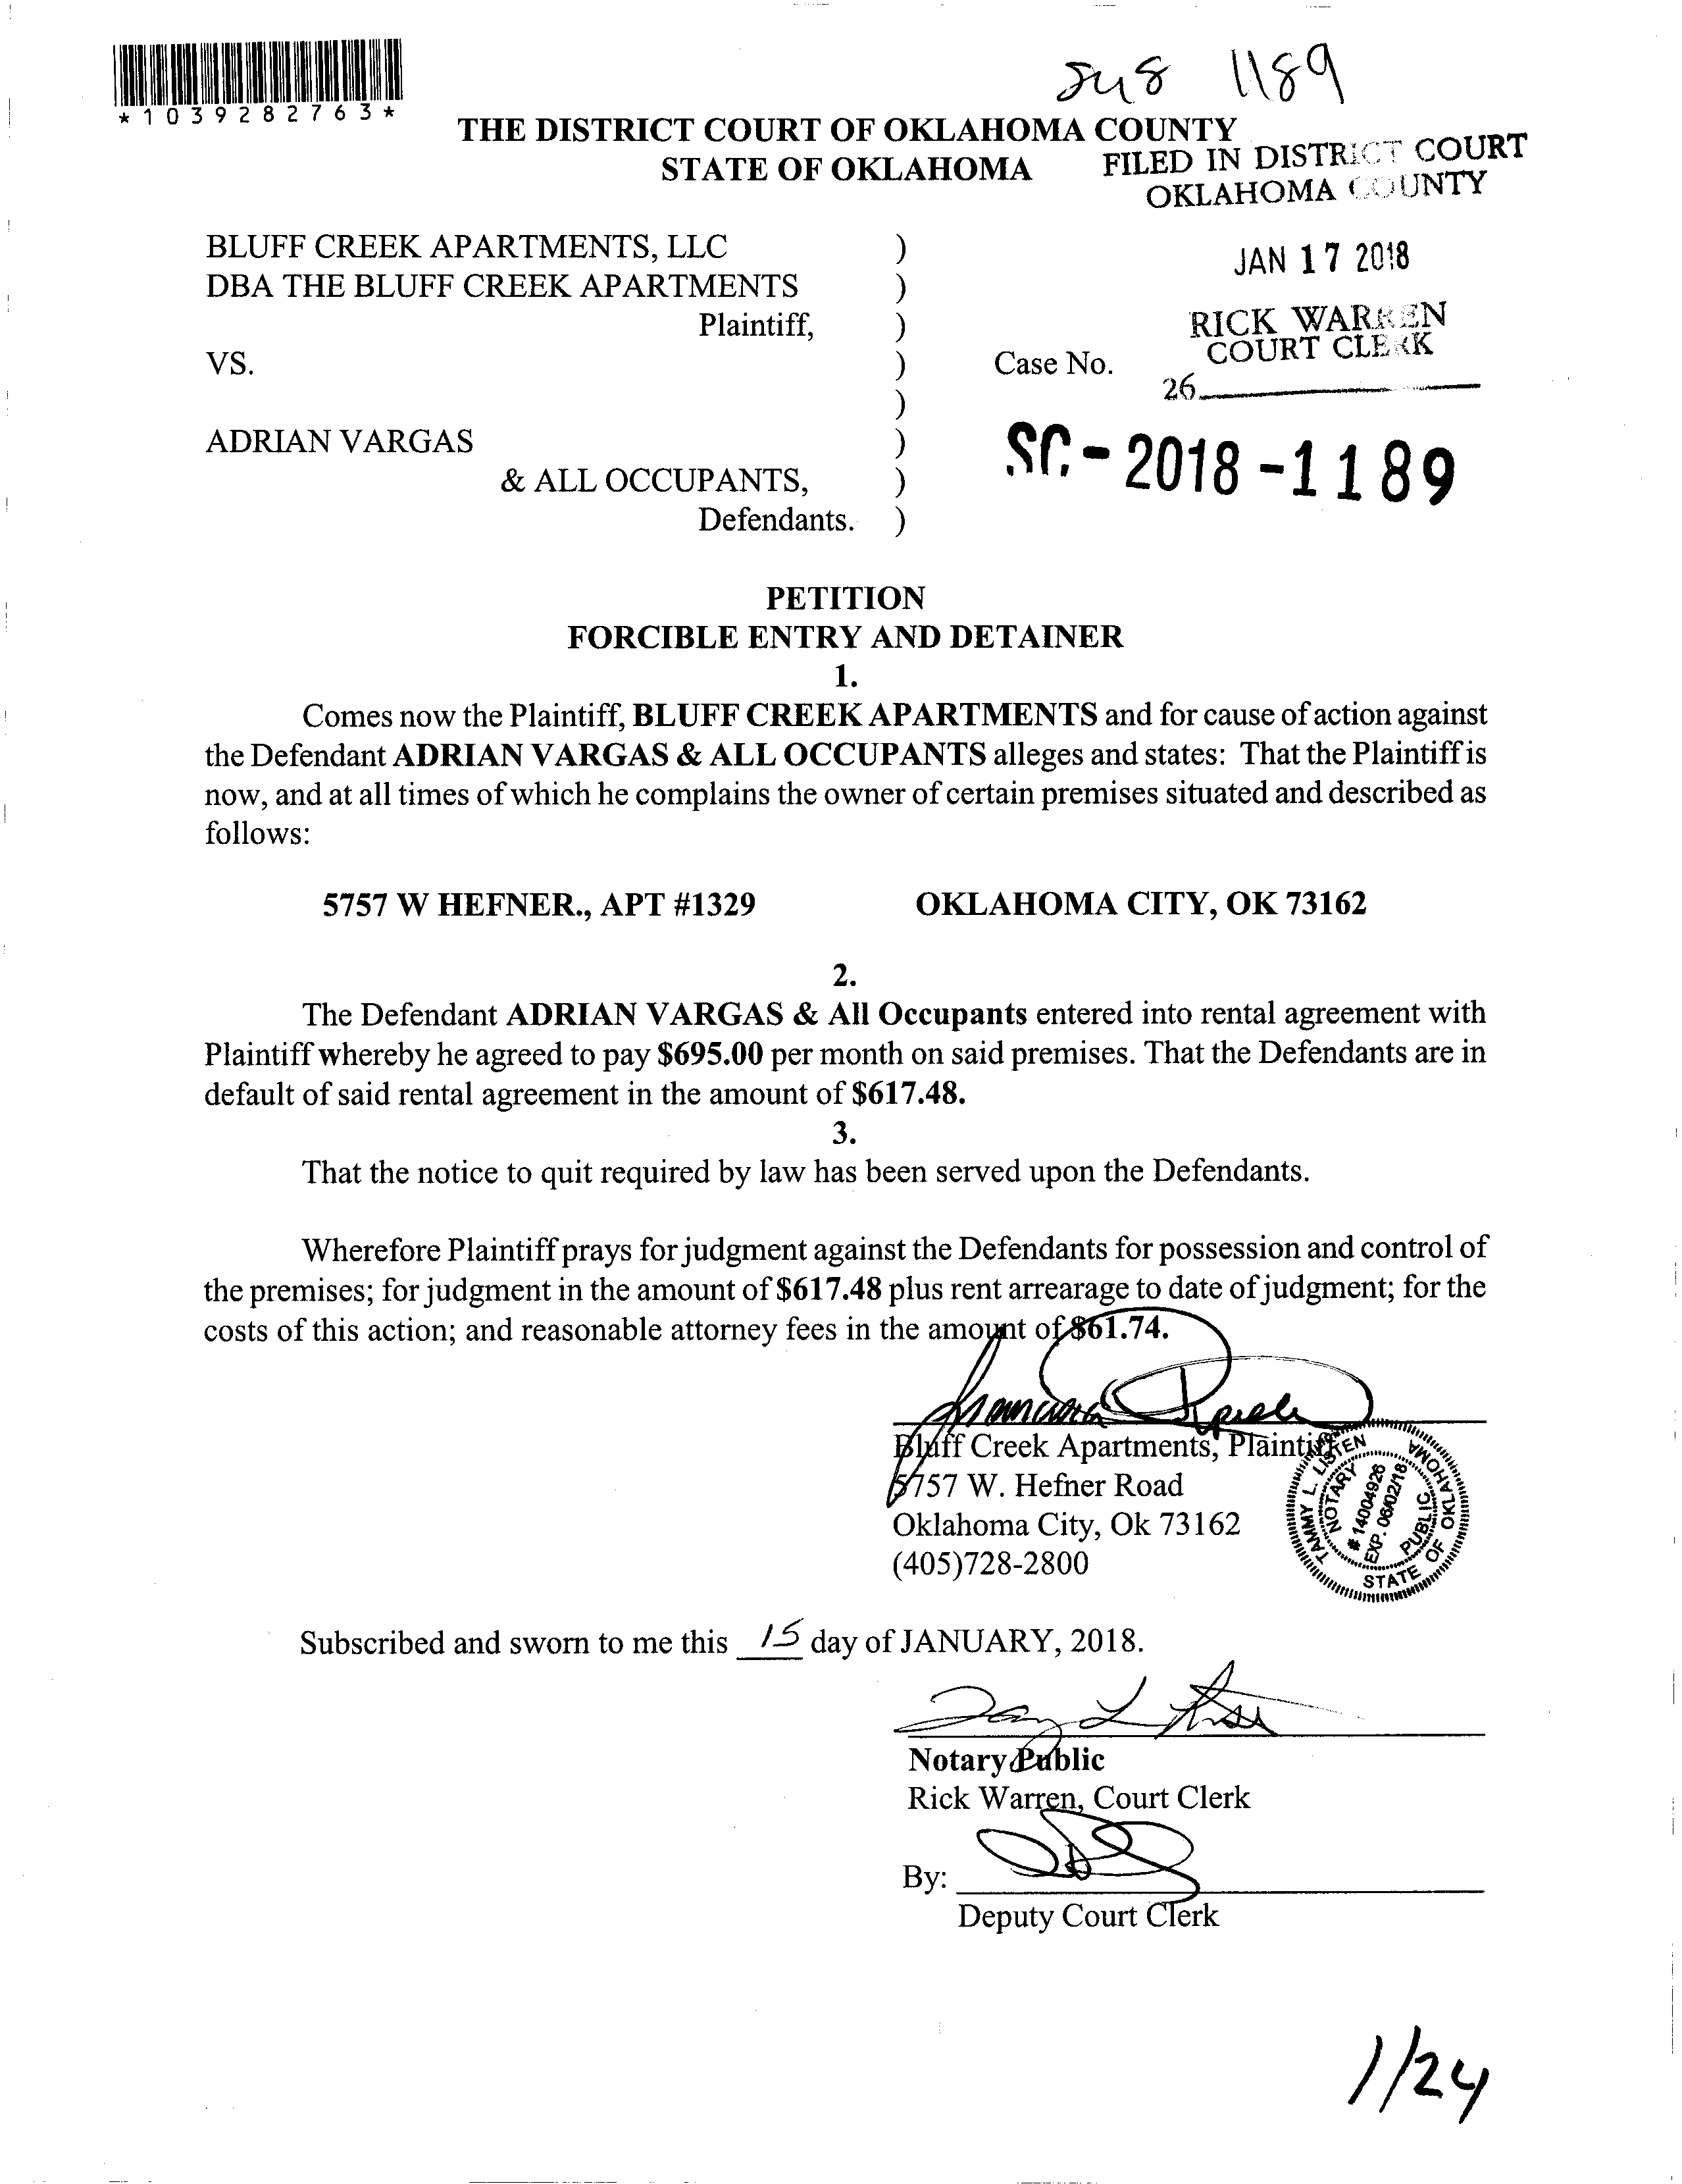 *1039282763*
1189
THE DISTRICT COURT OF OKLAHOMA COUNTY
STATE OF OKLAHOMA
FILED IN DISTRICT COURT
OKLAHOMA COUNTY
JAN 17 2018
RICK WARREN
COURT CLERK
26
BLUFF CREEK APARTMENTS, LLC )
DBA THE BLUFF CREEK APARTMENTS )
Plaintiff, )
VS. ) Case No.
)
ADRIAN VARGAS )
& ALL OCCUPANTS, )
Defendants. )
SC-2018-1189
PETITION
FORCIBLE ENTRY AND DETAINER
1.
Comes now the Plaintiff, BLUFF CREEK APARTMENTS and for cause of action against
the Defendant ADRIAN VARGAS & ALL OCCUPANTS alleges and states: That the Plaintiff is
now, and at all times of which he complains the owner of certain premises situated and described as
follows:
5757 W HEFNER., APT #1329 OKLAHOMA CITY, OK 73162
2.
The Defendant ADRIAN VARGAS & All Occupants entered into rental agreement with
Plaintiff whereby he agreed to pay $695.00 per month on said premises. That the Defendants are in
default of said rental agreement in the amount of $617.48.
3.
That the notice to quit required by law has been served upon the Defendants.
Wherefore Plaintiff prays for judgment against the Defendants for possession and control of
the premises; for judgment in the amount of $617.48 plus rent arrearage to date of judgment; for the
costs of this action; and reasonable attorney fees in the amount of $61.74.
Bluff Creek Apartments, Plaintiff
5757 W. Hefner Road
Oklahoma City, Ok 73162
(405)728-2800
TAMMY L. LISTEN
NOTARY
# 14004926
EXP. 06/02/18
PUBLIC
STATE OF OKLAHOMA
Subscribed and sworn to me this 15 day of JANUARY, 2018.
Notary Public
Rick Warren, Court Clerk
By:
Deputy Court Clerk
1/24